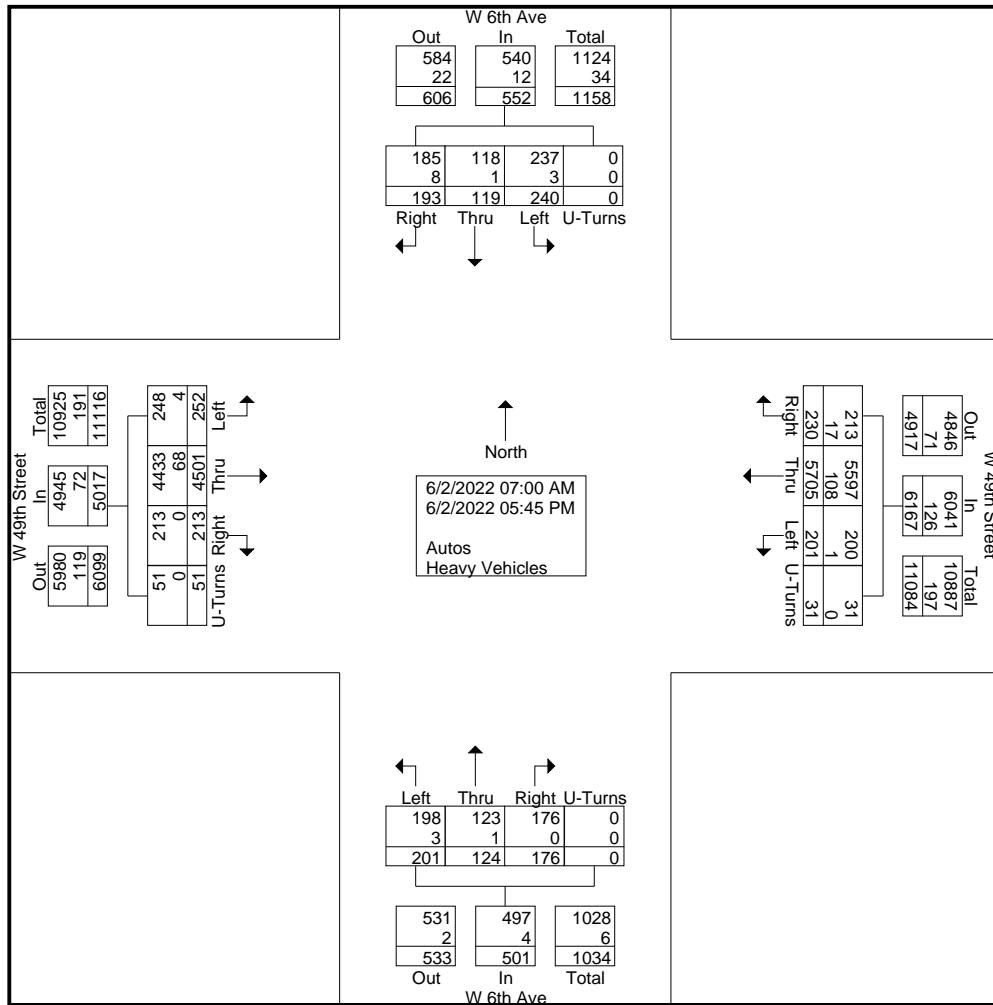 W 6th Ave
Out In Total
584 540 1124
22 12 34
606 552 1158
185 118 237 0
8 1 3 0
193 119 240 0
Right Thru Left U-Turns
W 49th Street
Total In Out
10925 4945 5980
191 72 119
11116 5017 6099
248 4433 213 51
4 68 0 0
252 4501 213 51
Left Thru Right U-Turns
North
6/2/2022 07:00 AM
6/2/2022 05:45 PM
Autos
Heavy Vehicles
Right Thru Left U-Turns
213 5597 200 31
17 108 1 0
230 5705 201 31
Out In Total
4846 6041 10887
71 126 197
4917 6167 11084
W 49th Street
Left Thru Right U-Turns
198 123 176 0
3 1 0 0
201 124 176 0
531 497 1028
2 4 6
533 501 1034
Out In Total
W 6th Ave